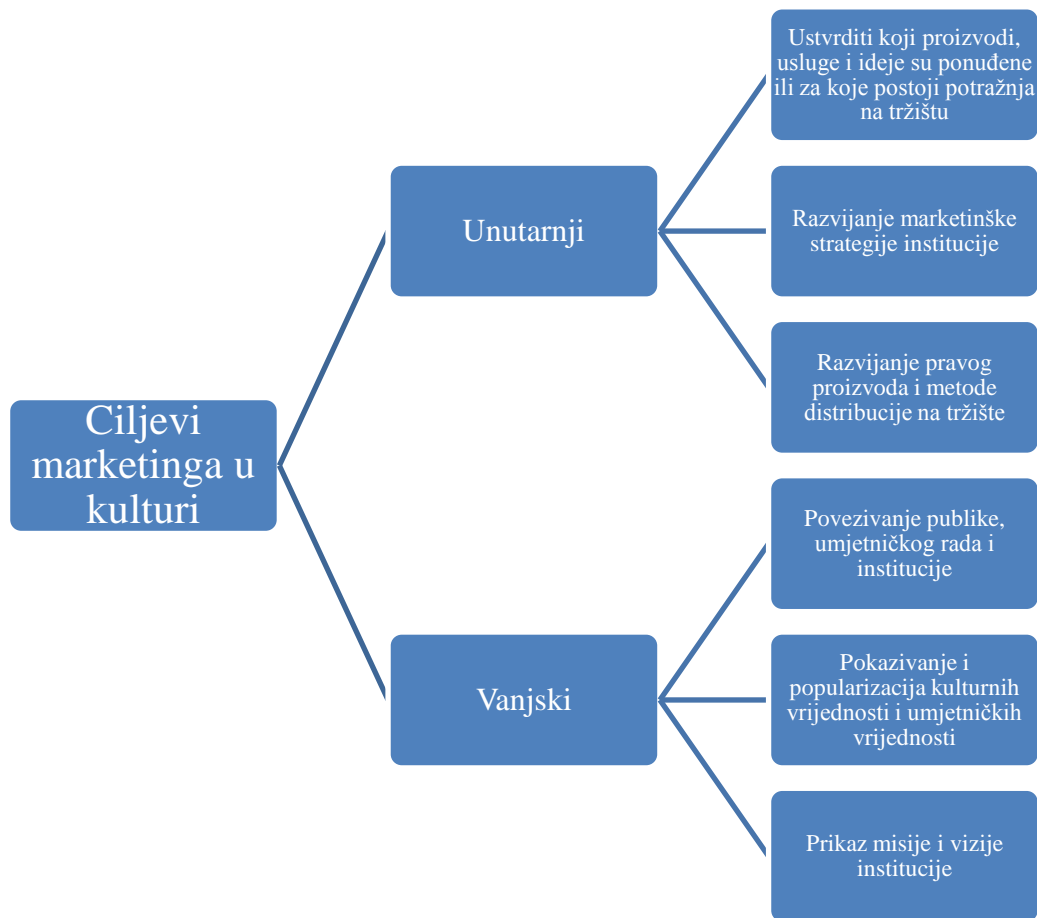 Ciljevi
marketinga u
kulturi
Unutarnji
Ustvrditi koji proizvodi,
usluge i ideje su ponuđene
ili za koje postoji potražnja
na tržištu
Razvijanje marketinške
strategije institucije
Razvijanje pravog
proizvoda i metode
distribucije na tržište
Vanjski
Povezivanje publike,
umjetničkog rada i
institucije
Pokazivanje i
popularizacija kulturnih
vrijednosti i umjetničkih
vrijednosti
Prikaz misije i vizije
institucije